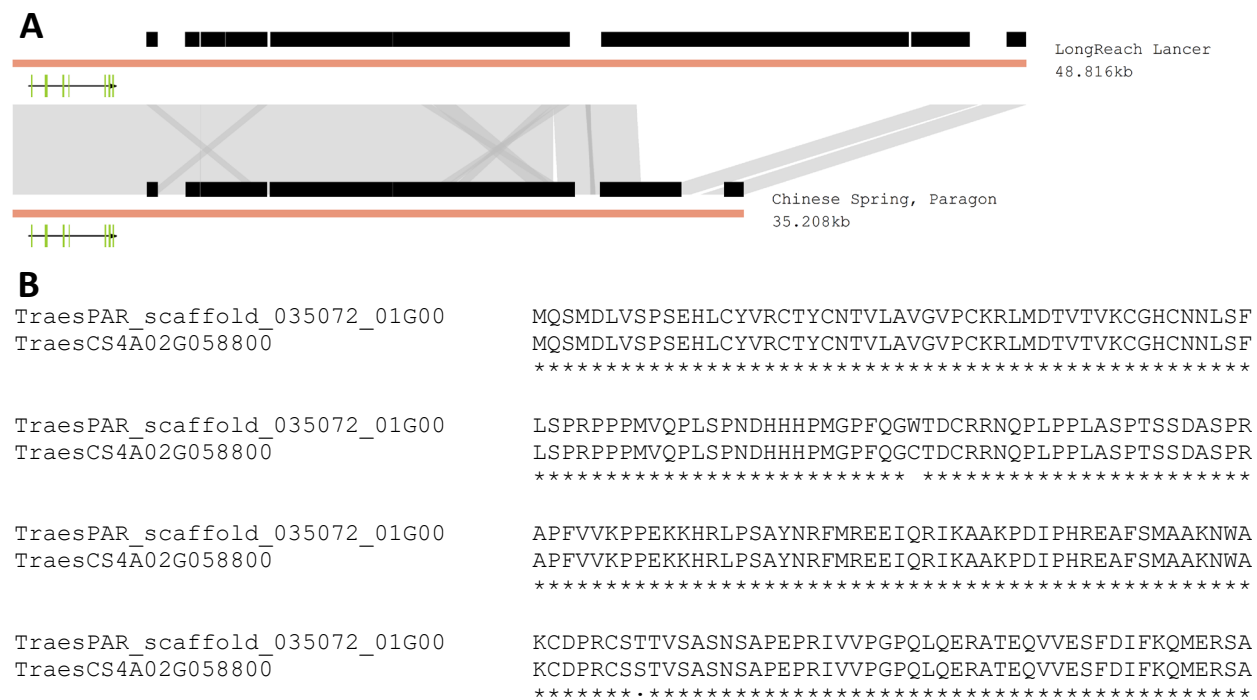 A
LongReach Lancer
48.816kb
Chinese Spring, Paragon
35.208kb
B
TraesPAR_scaffold_035072_01G00 MQSMDLVSPSEHLCYVRCTYCNTVLAVGVPCKRLMDTVTVKCGHCNNLSF
TraesCS4A02G058800 MQSMDLVSPSEHLCYVRCTYCNTVLAVGVPCKRLMDTVTVKCGHCNNLSF
**************************************************
TraesPAR_scaffold_035072_01G00 LSPRPPPMVQPLSPNDHHHPMGPFQGWTDCRRNQPLPPLASPTSSDASPR
TraesCS4A02G058800 LSPRPPPMVQPLSPNDHHHPMGPFQGCTDCRRNQPLPPLASPTSSDASPR
************************** ***********************
TraesPAR_scaffold_035072_01G00 APFVVKPPEKKHRLPSAYNRFMREEIQRIKAAKPDIPHREAFSMAAKNWA
TraesCS4A02G058800 APFVVKPPEKKHRLPSAYNRFMREEIQRIKAAKPDIPHREAFSMAAKNWA
**************************************************
TraesPAR_scaffold_035072_01G00 KCDPRCSTTVSASNSAPEPRIVVPGPQLQERATEQVVESFDIFKQMERSA
TraesCS4A02G058800 KCDPRCSSTVSASNSAPEPRIVVPGPQLQERATEQVVESFDIFKQMERSA
*******.******************************************